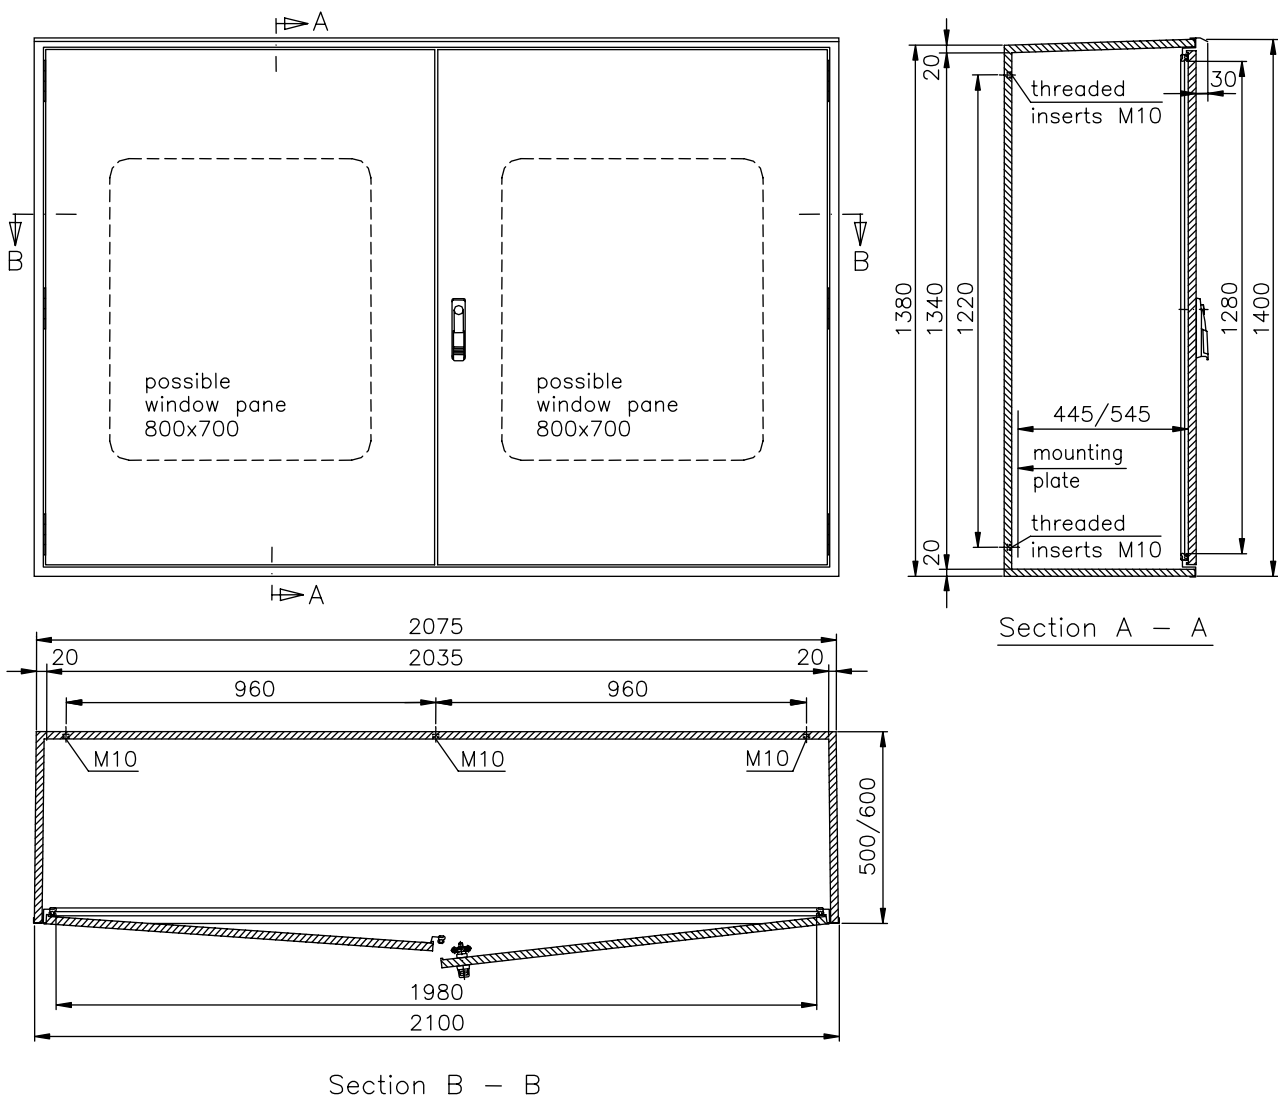 A
B
B
possible
window pane
800x700
possible
window pane
800x700
A
20
threaded
inserts M10
30
1380
1340
1220
1280
1400
445/545
mounting
plate
threaded
inserts M10
20
Section A - A
2075
20
2035
20
960
960
M10
M10
M10
500/600
1980
2100
Section B - B